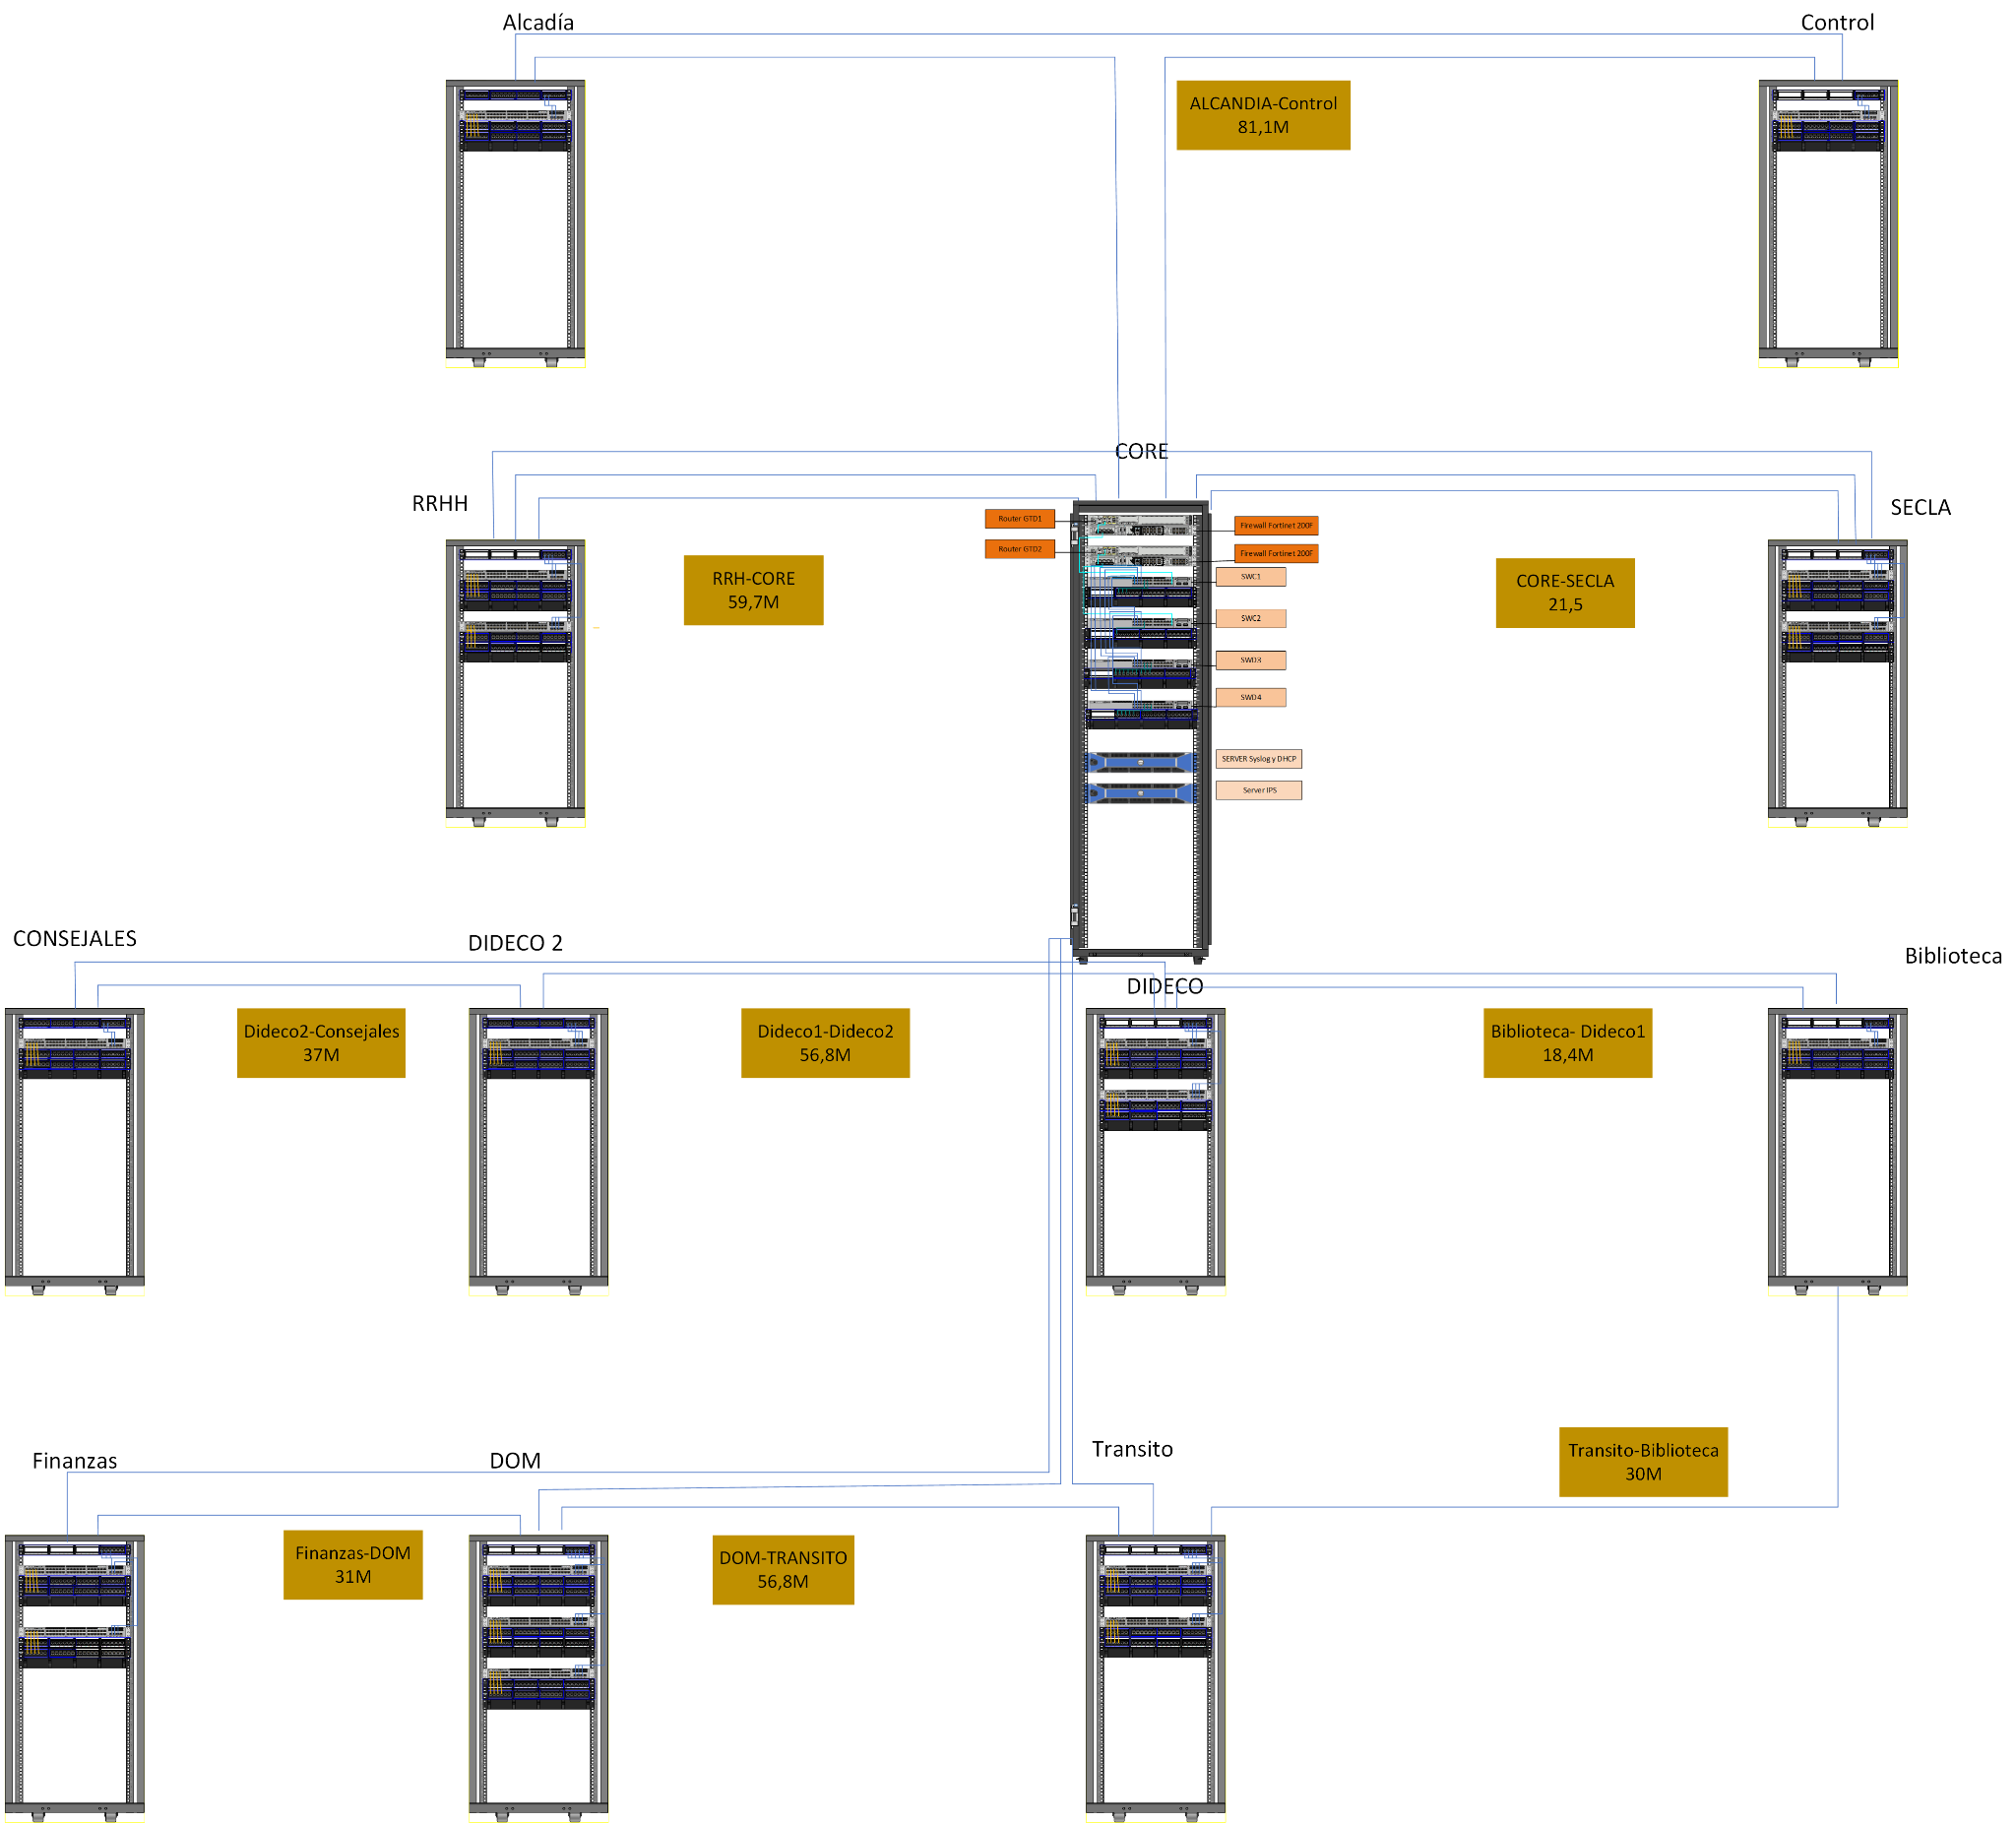 Alcadía
Control
ALCANDIA-Control
81,1M
CORE
RRHH
SECLA
Router GTD1
Firewall Fortinet 200F
Router GTD2
Firewall Fortinet 200F
RRH-CORE
59,7M
CORE-SECLA
21,5
SWC1
SWC2
SWD3
SWD4
SERVER Syslog y DHCP
Server IPS
CONSEJALES
DIDECO 2
Biblioteca
DIDECO
Dideco2-Consejales
37M
Dideco1-Dideco2
56,8M
Biblioteca- Dideco1
18,4M
Finanzas
DOM
Transito
Transito-Biblioteca
30M
Finanzas-DOM
31M
DOM-TRANSITO
56,8M